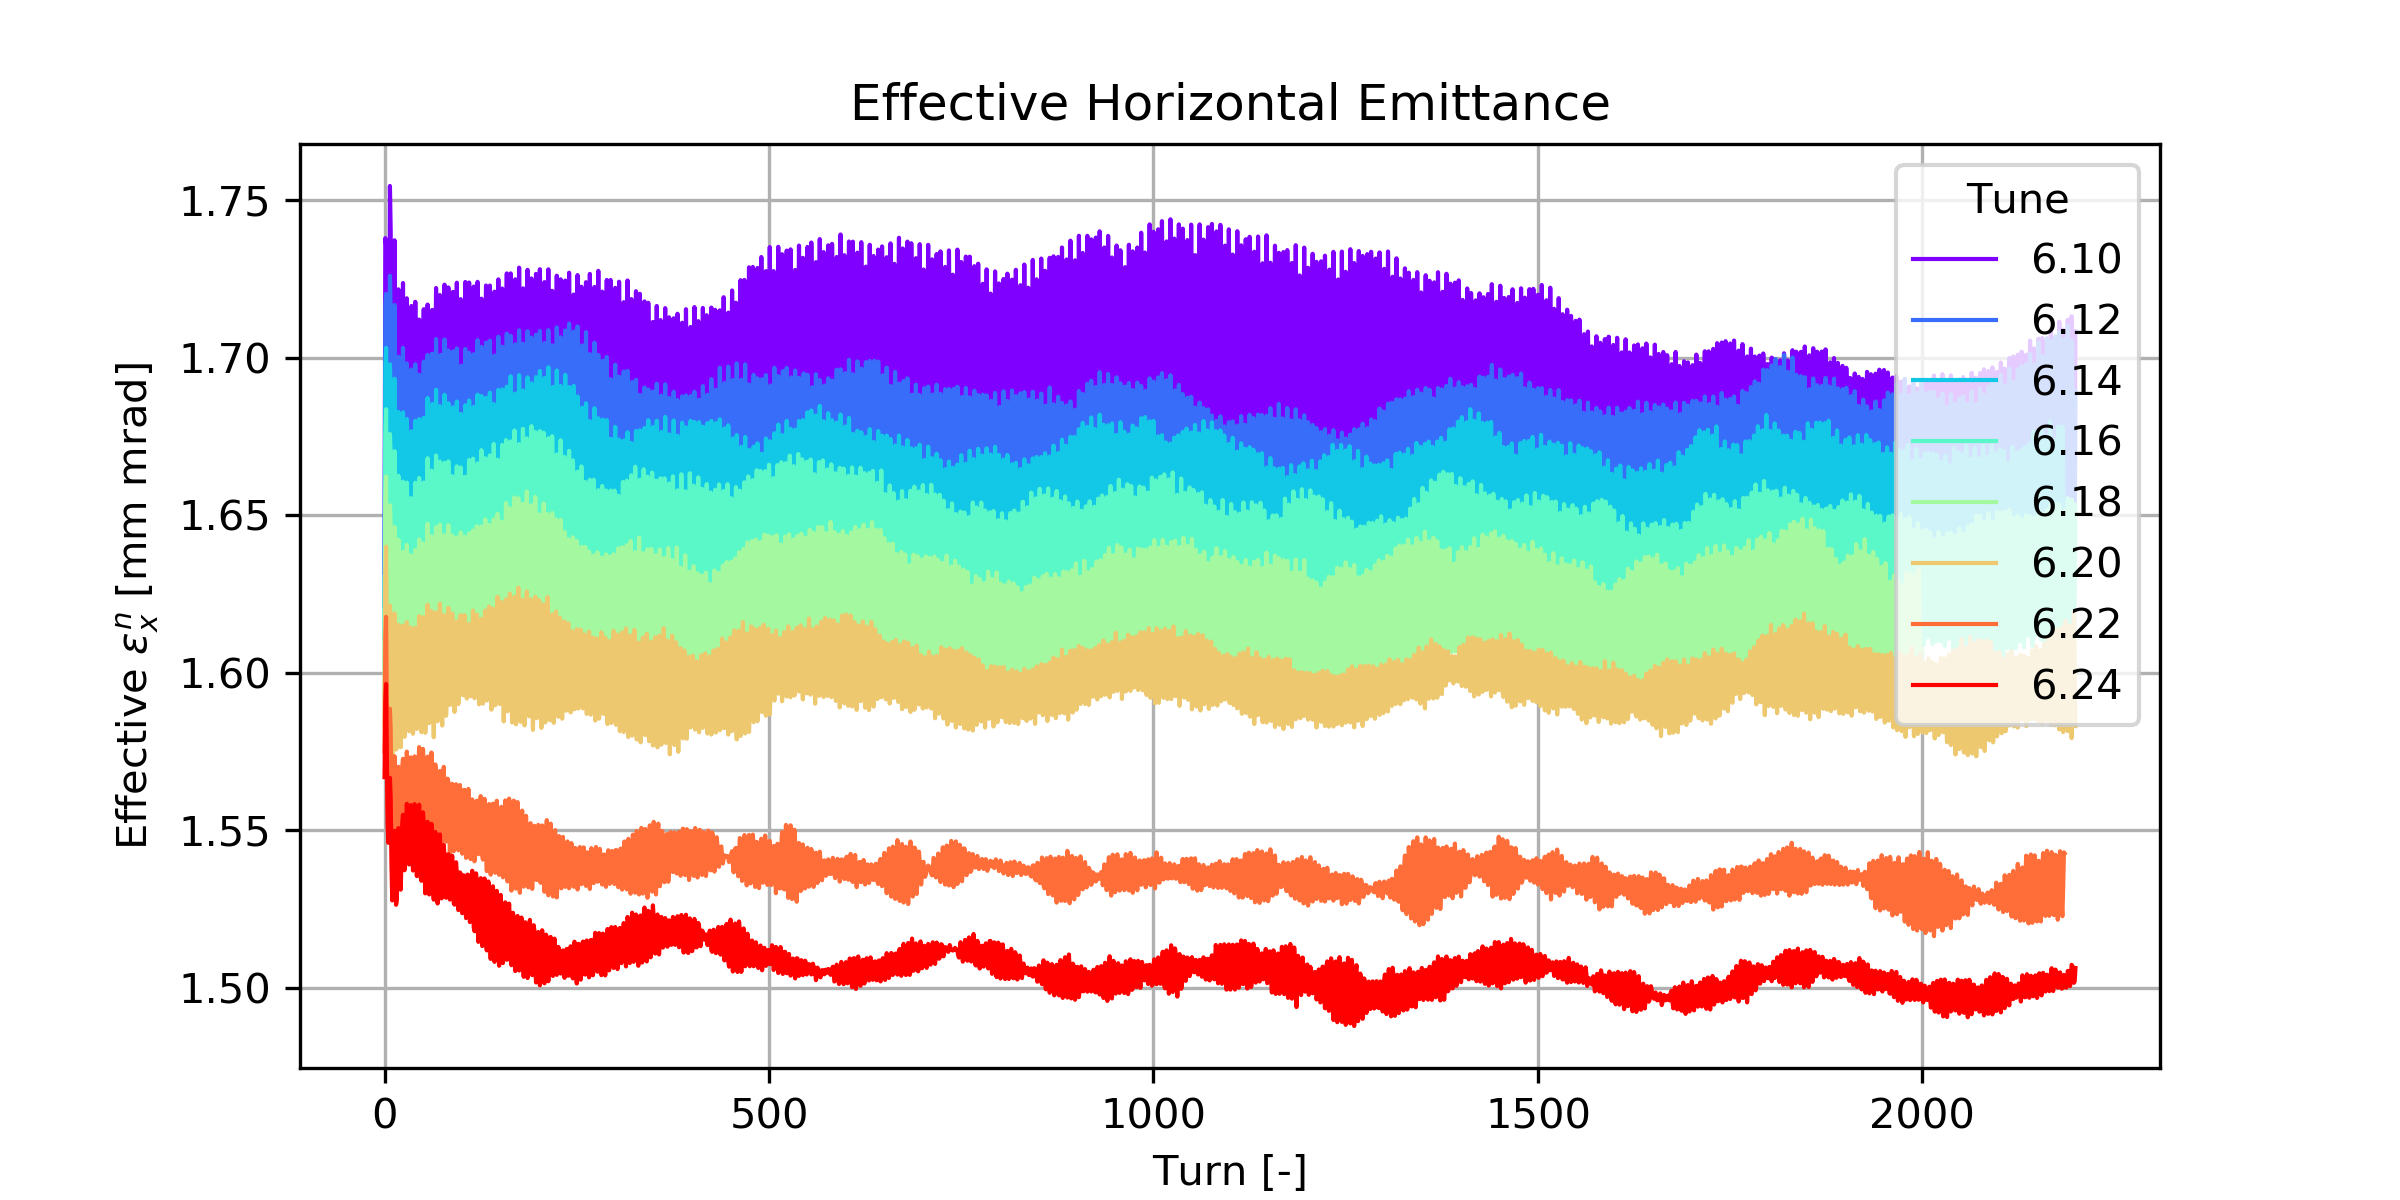 Effective Horizontal Emittance
Effective εₓⁿ [mm mrad]
1.75
1.70
1.65
1.60
1.55
1.50
Tune
6.10
6.12
6.14
6.16
6.18
6.20
6.22
6.24
0 500 1000 1500 2000
Turn [-]